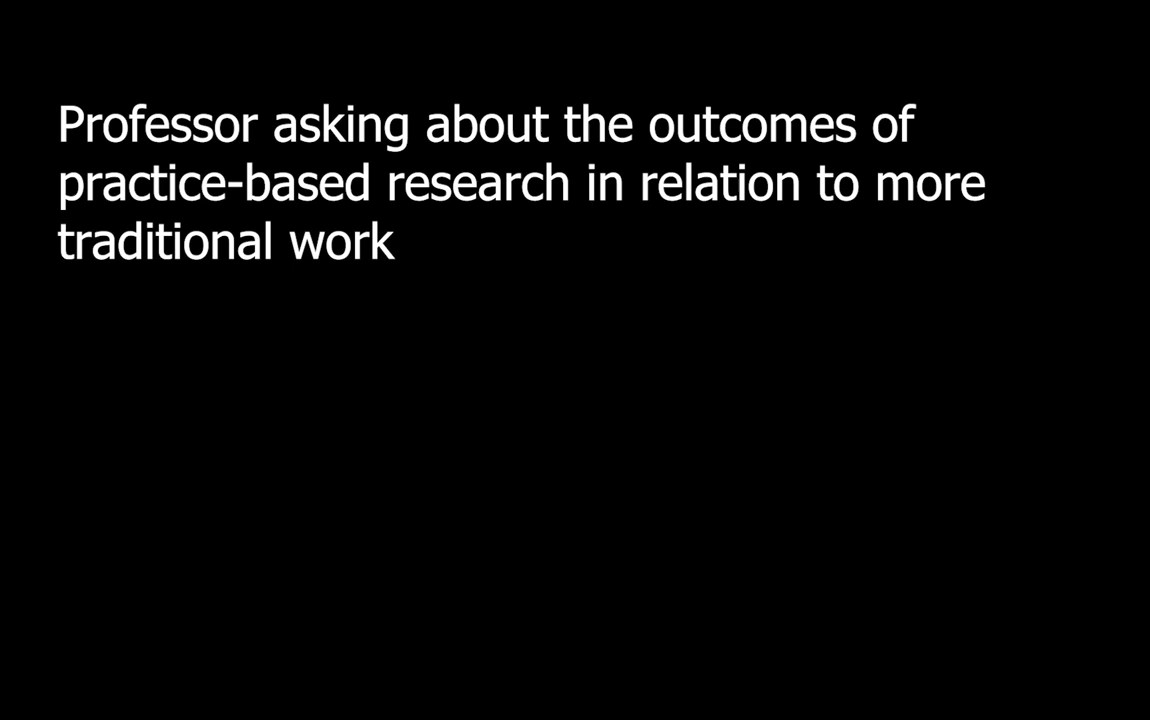 Professor asking about the outcomes of
practice-based research in relation to more
traditional work